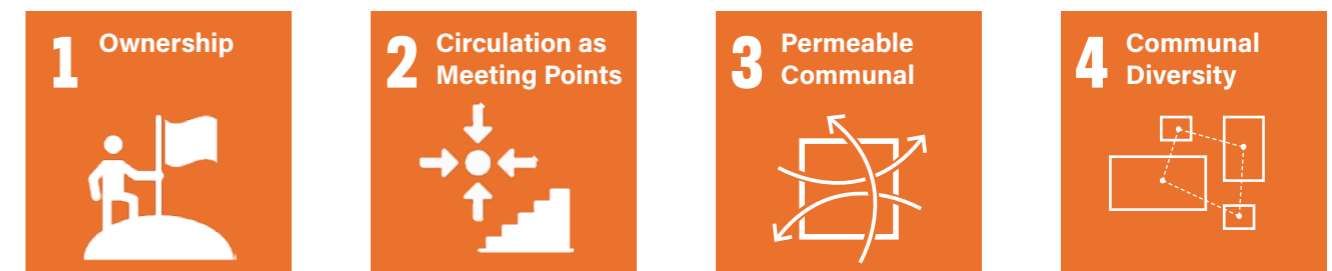 1 Ownership
2 Circulation as
Meeting Points
3 Permeable
Communal
4 Communal
Diversity